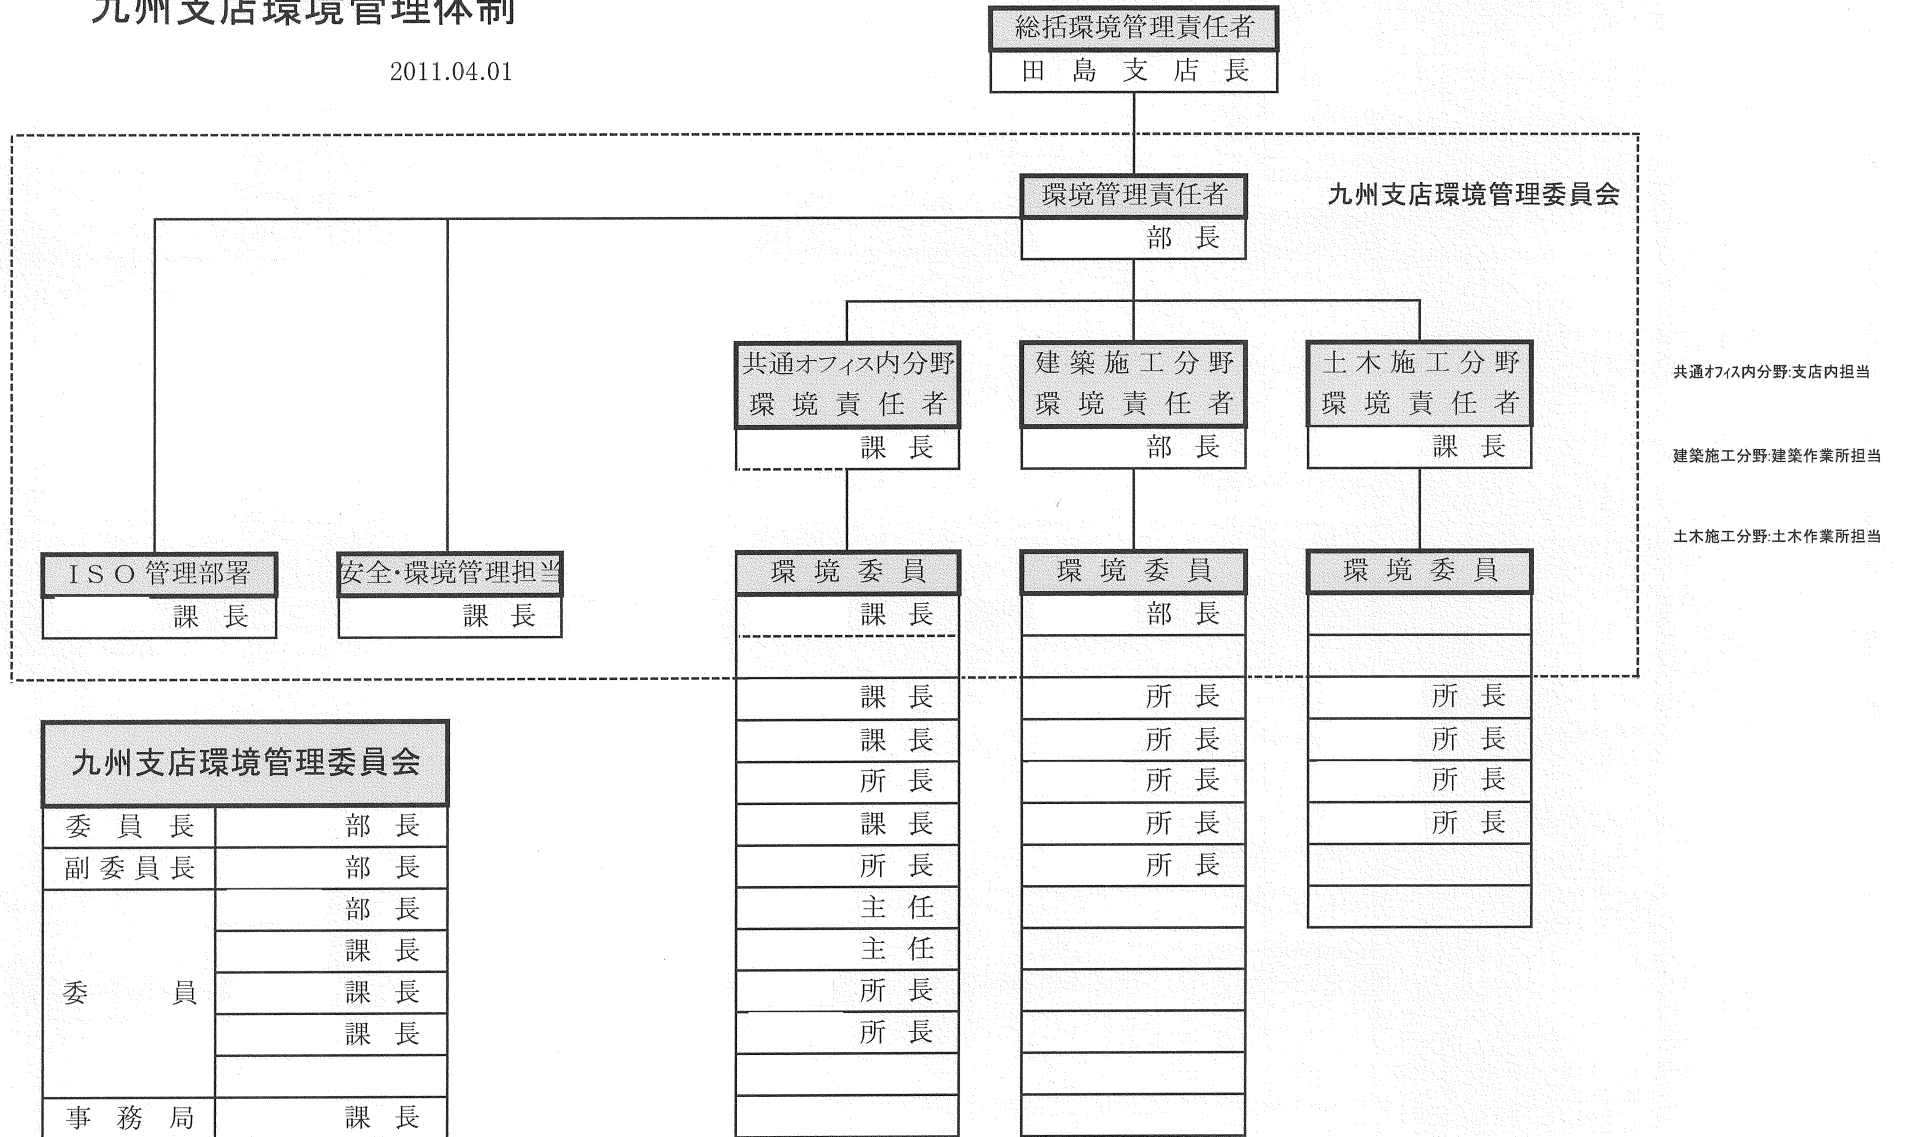 九州支店環境管理体制
2011.04.01
総括環境管理責任者
田島支店長
環境管理責任者
部長
九州支店環境管理委員会
共通オフィス内分野
環境責任者
課長
建築施工分野
環境責任者
部長
土木施工分野
環境責任者
課長
共通オフィス内分野:支店内担当
建築施工分野:建築作業所担当
土木施工分野:土木作業所担当
ISO管理部署
課長
安全・環境管理担当
課長
環境委員
課長
課長
課長
所長
課長
所長
主任
主任
所長
所長
環境委員
部長
所長
所長
所長
所長
所長
環境委員
所長
所長
所長
所長
九州支店環境管理委員会
委員長 部長
副委員長 部長
委員 部長
課長
課長
課長
事務局 課長